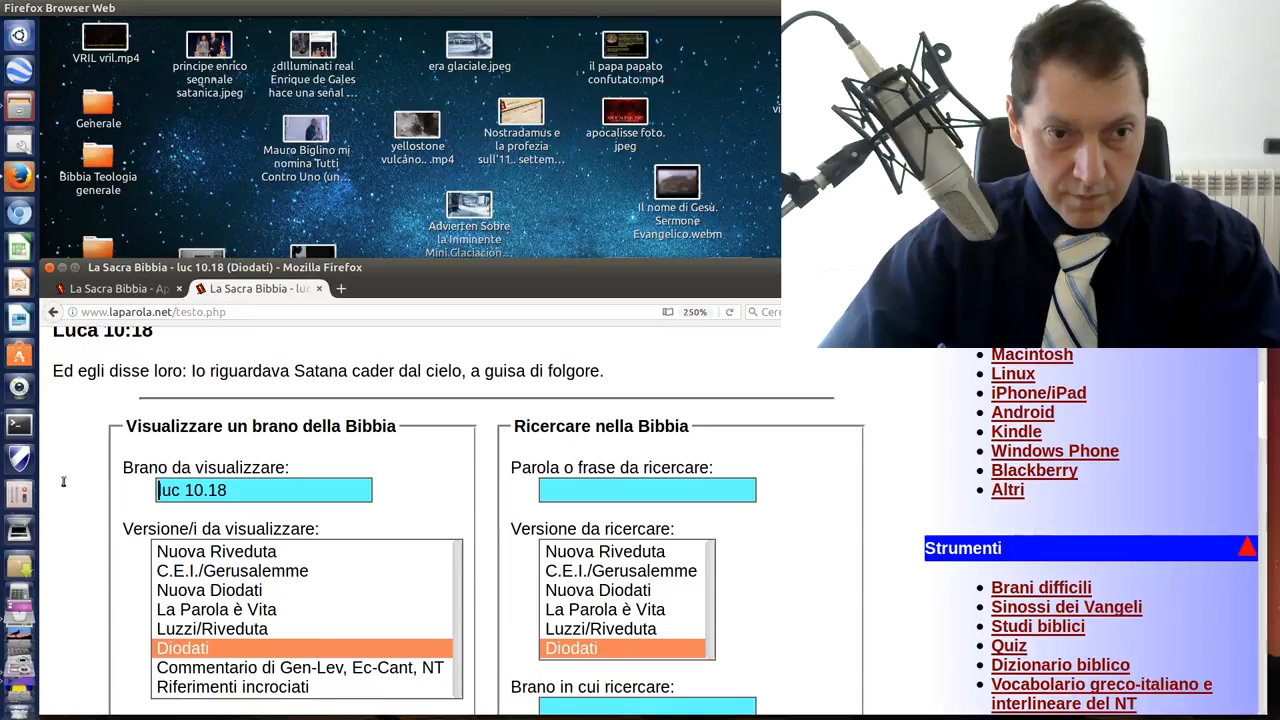 Firefox Browser Web
VRIL vril.mp4
principe enrico
segnnale
satanica.jpeg
¿dIlluminati real
Enrique de Gales
hace una señal ...
era glaciale.jpeg
il papa papato
confutato:mp4
Generale
Mauro Biglino mi
nomina Tutti
Contro Uno (un...
yellostone
vulcáno.. .mp4
Nostradamus e
la profezia
sull'11.. settem...
apocalisse foto.
jpeg
Bibbia Teologia
generale
Advierten Sobre
la Inminente
Mini Glaciacion...
Il nome di Gesù.
Sermone
Evangelico.webm
La Sacra Bibbia - luc 10.18 (Diodati) - Mozilla Firefox
La Sacra Bibbia - Ap
La Sacra Bibbia - lu
www.laparola.net/testo.php
250%
Cer
Luca 10:18
Ed egli disse loro: Io riguardava Satana cader dal cielo, a guisa di folgore.
Visualizzare un brano della Bibbia
Brano da visualizzare:
luc 10.18
Versione/i da visualizzare:
Nuova Riveduta
C.E.I./Gerusalemme
Nuova Diodati
La Parola è Vita
Luzzi/Riveduta
Diodati
Commentario di Gen-Lev, Ec-Cant, NT
Riferimenti incrociati
Ricercare nella Bibbia
Parola o frase da ricercare:
Versione da ricercare:
Nuova Riveduta
C.E.I./Gerusalemme
Nuova Diodati
La Parola è Vita
Luzzi/Riveduta
Diodati
Brano in cui ricercare:
Macintosh
Linux
iPhone/iPad
Android
Kindle
Windows Phone
Blackberry
Altri
Strumenti
Brani difficili
Sinossi dei Vangeli
Studi biblici
Quiz
Dizionario biblico
Vocabolario greco-italiano e
interlineare del NT